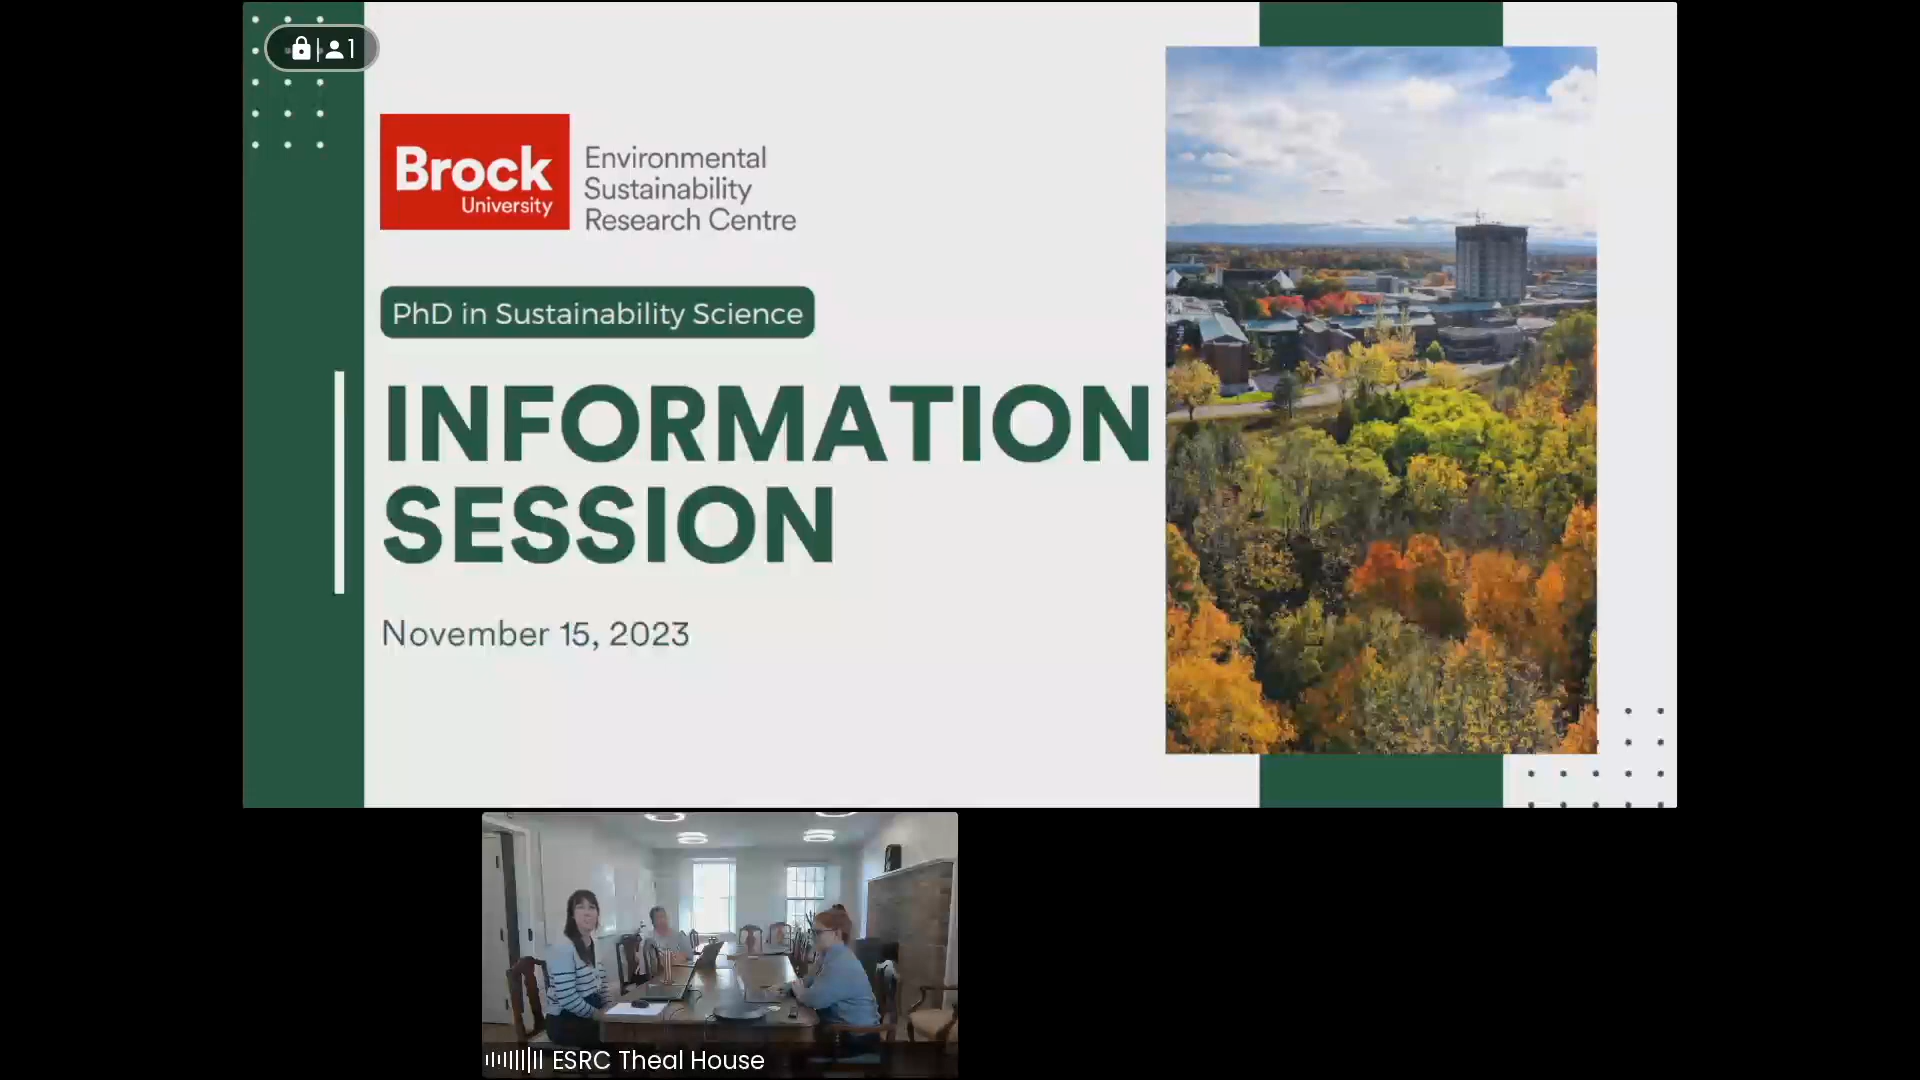 1
Brock
University
Environmental
Sustainability
Research Centre
PhD in Sustainability Science
INFORMATION
SESSION
November 15, 2023
ESRC Theal House